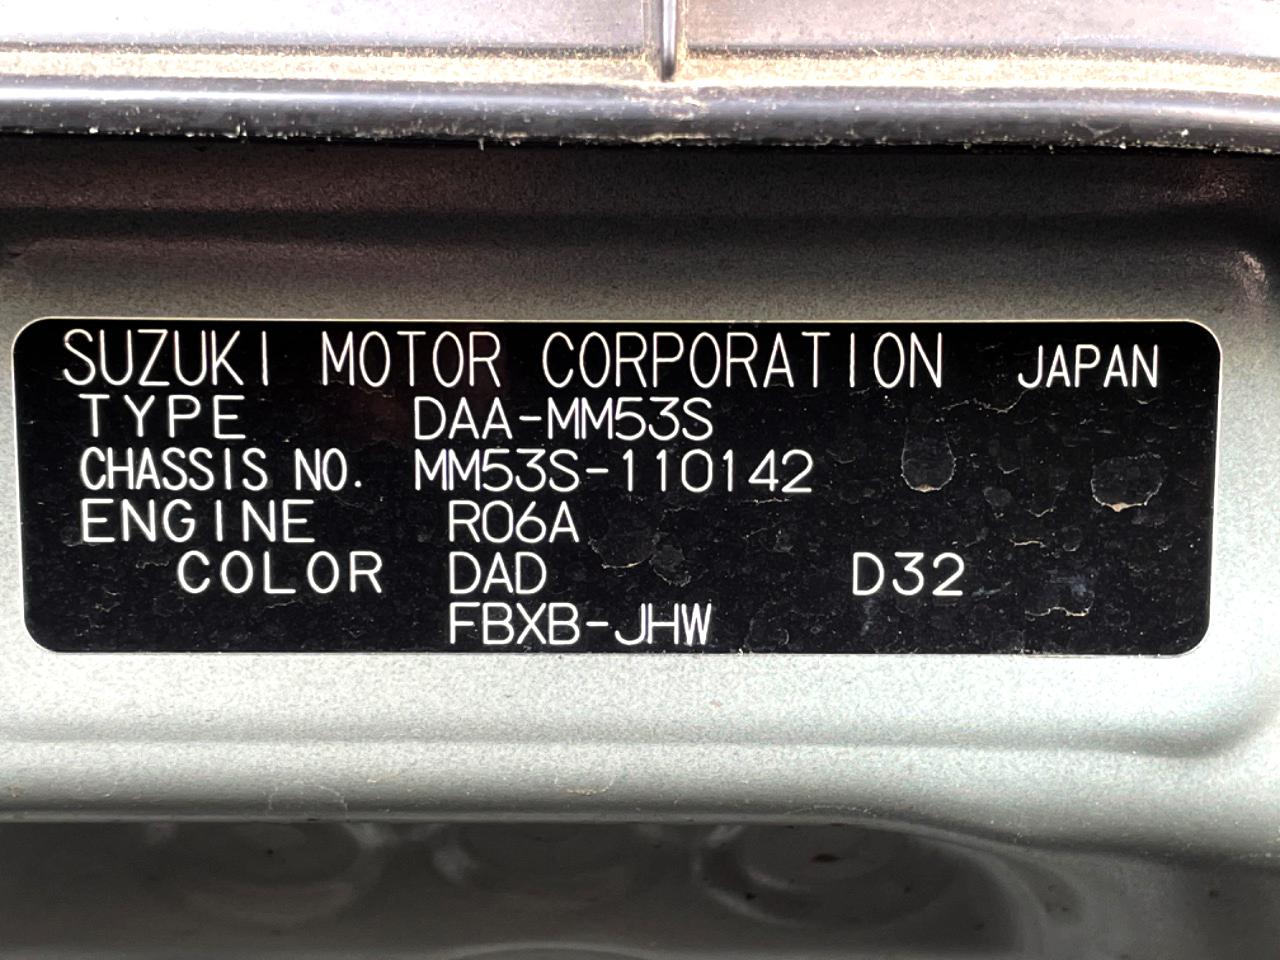 SUZUKI MOTOR CORPORATION JAPAN
TYPE DAA-MM53S
CHASSIS NO. MM53S-110142
ENGINE R06A
COLOR DAD D32
FBXB-JHW